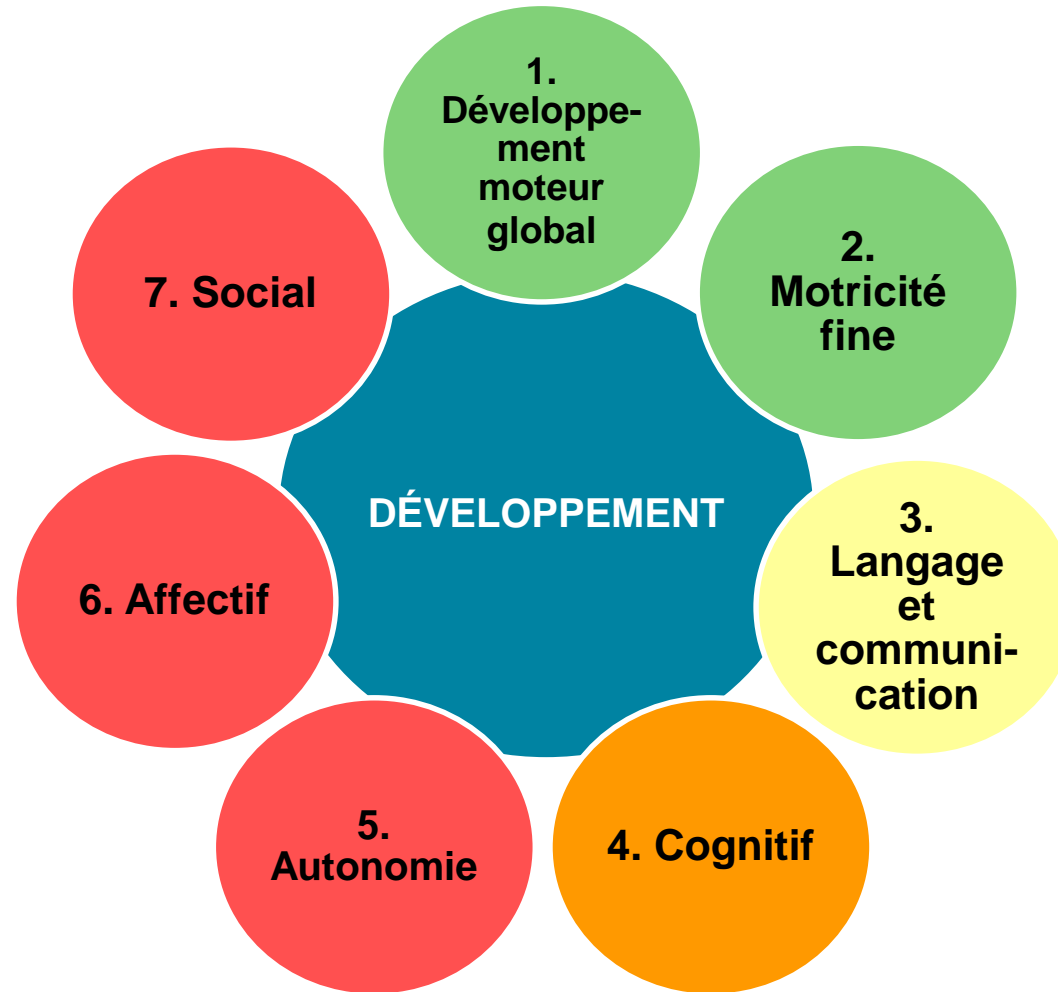 1.
Développe-
ment
moteur
global
2.
Motricité
fine
3.
Langage
et
communi-
cation
4. Cognitif
5.
Autonomie
6. Affectif
7. Social
DÉVELOPPEMENT